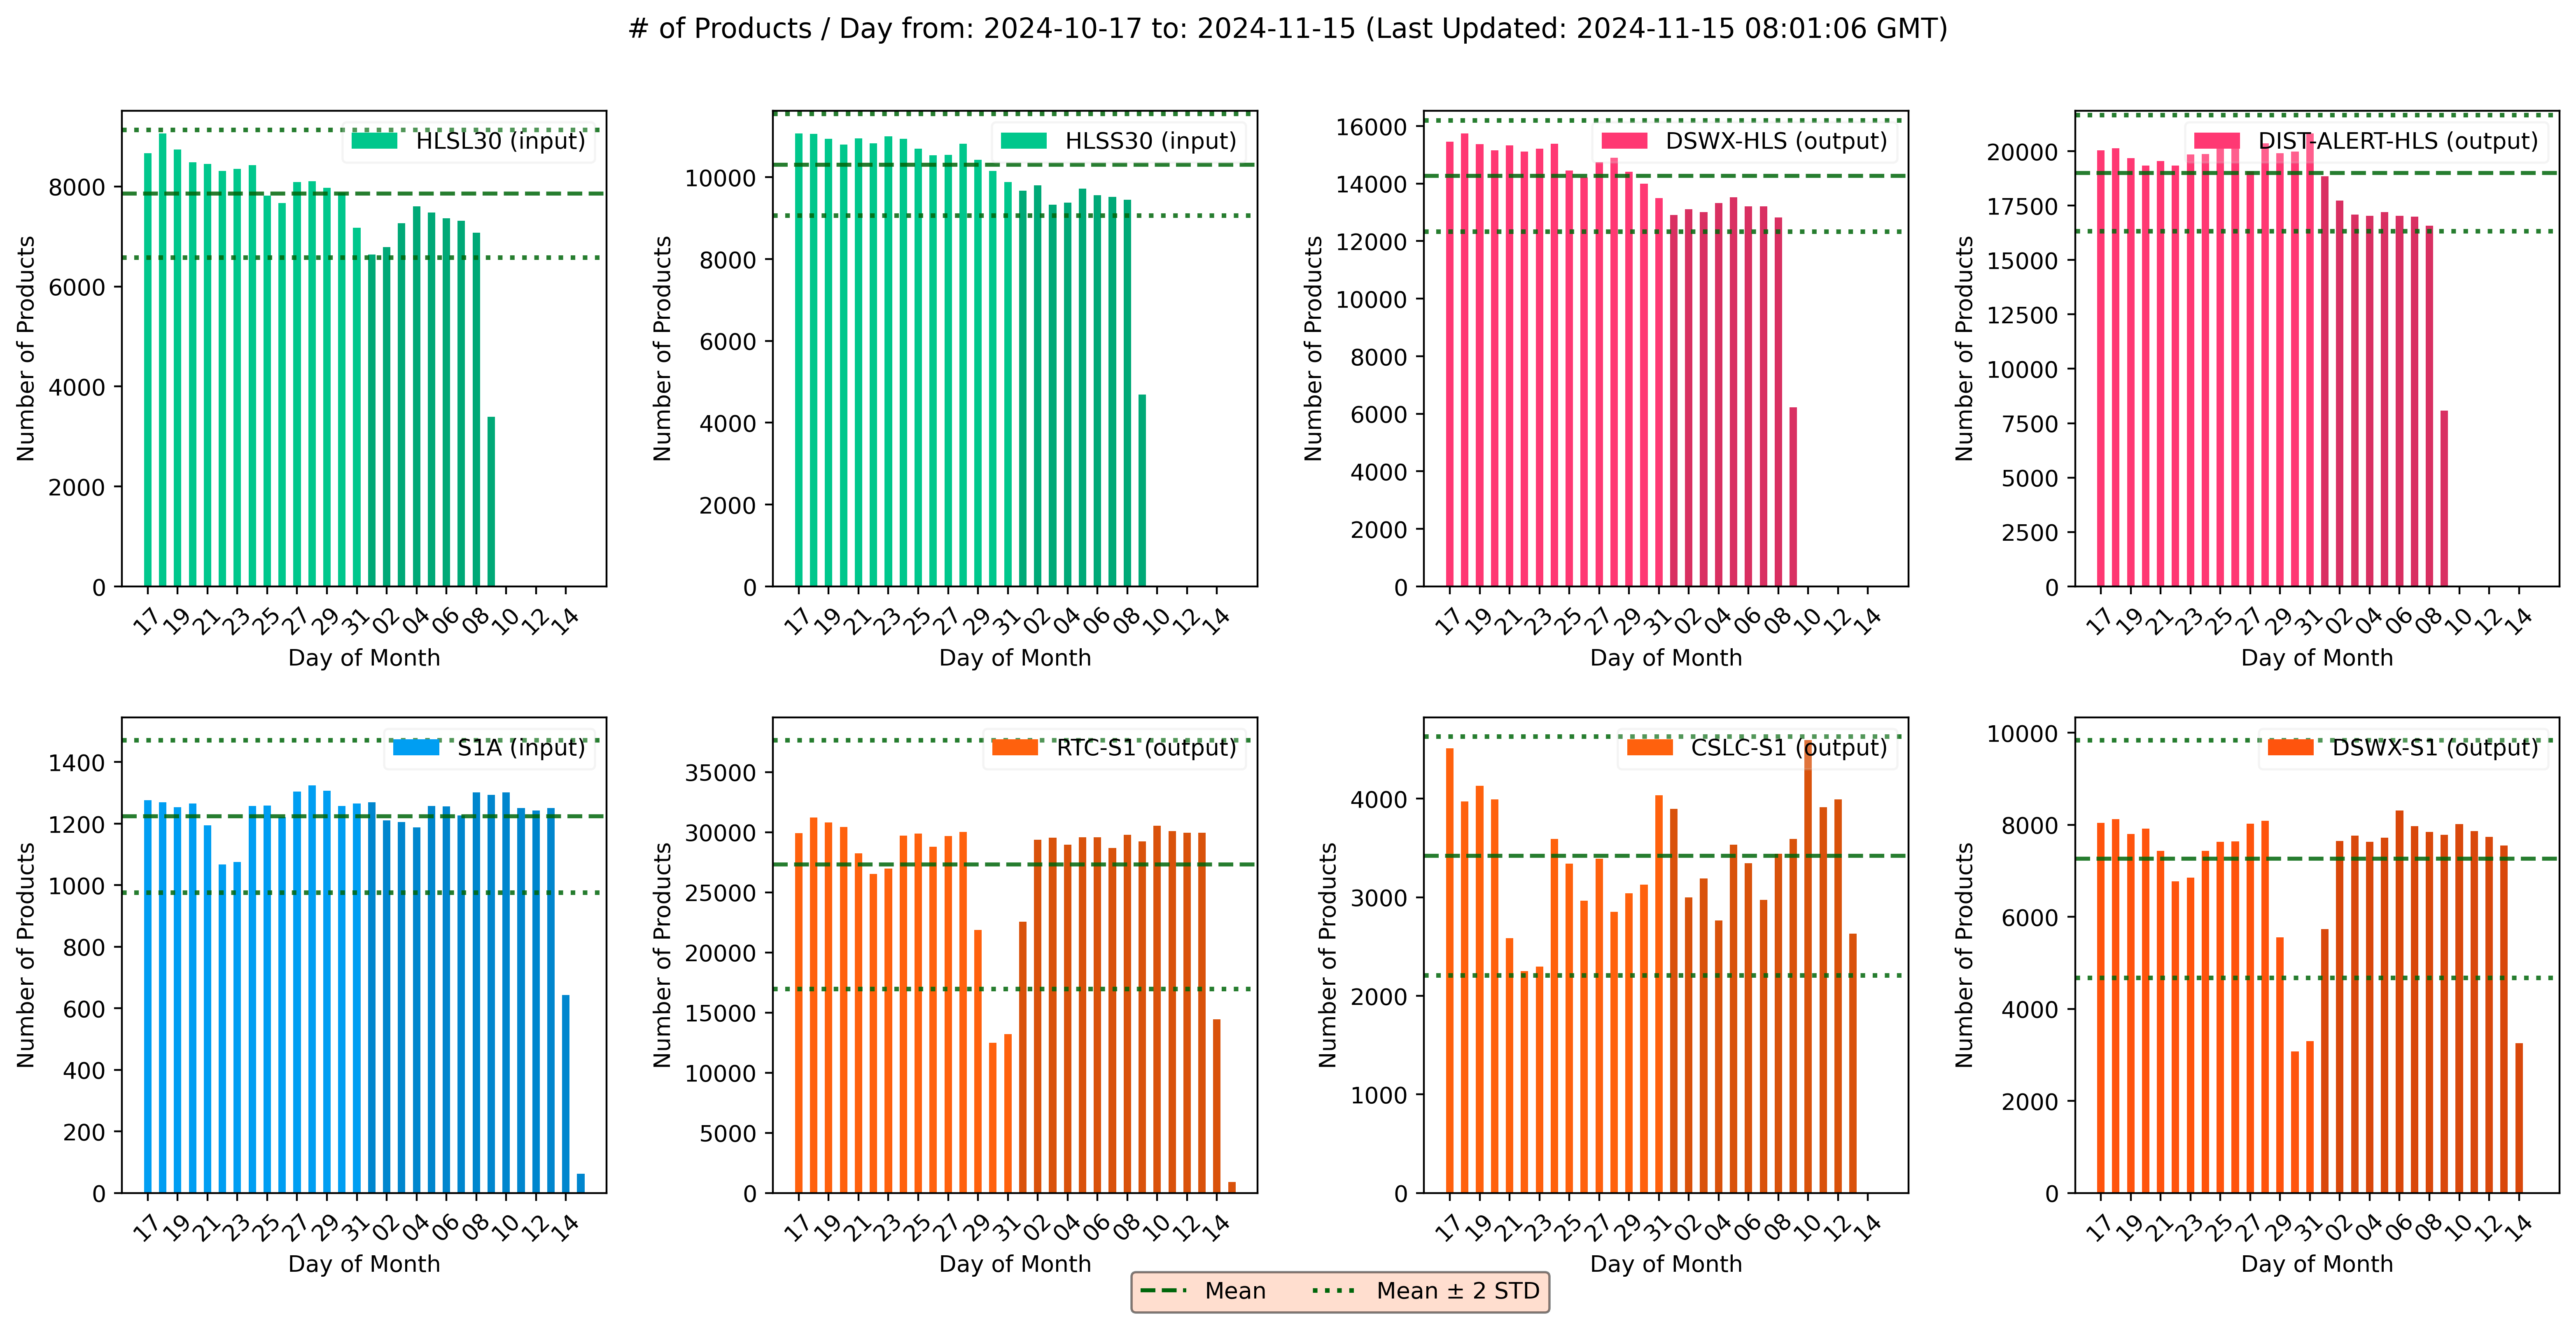 # of Products / Day from: 2024-10-17 to: 2024-11-15 (Last Updated: 2024-11-15 08:01:06 GMT)
HLSL30 (input)
Number of Products
8000
6000
4000
2000
0
17 19 21 23 25 27 29 31 02 04 06 08 10 12 14
Day of Month
HLSS30 (input)
Number of Products
10000
8000
6000
4000
2000
0
17 19 21 23 25 27 29 31 02 04 06 08 10 12 14
Day of Month
DSWX-HLS (output)
Number of Products
16000
14000
12000
10000
8000
6000
4000
2000
0
17 19 21 23 25 27 29 31 02 04 06 08 10 12 14
Day of Month
DIST-ALERT-HLS (output)
Number of Products
20000
17500
15000
12500
10000
7500
5000
2500
0
17 19 21 23 25 27 29 31 02 04 06 08 10 12 14
Day of Month
S1A (input)
Number of Products
1400
1200
1000
800
600
400
200
0
17 19 21 23 25 27 29 31 02 04 06 08 10 12 14
Day of Month
RTC-S1 (output)
Number of Products
35000
30000
25000
20000
15000
10000
5000
0
17 19 21 23 25 27 29 31 02 04 06 08 10 12 14
Day of Month
CSLC-S1 (output)
Number of Products
4000
3000
2000
1000
0
17 19 21 23 25 27 29 31 02 04 06 08 10 12 14
Day of Month
DSWX-S1 (output)
Number of Products
10000
8000
6000
4000
2000
0
17 19 21 23 25 27 29 31 02 04 06 08 10 12 14
Day of Month
Mean
Mean ± 2 STD